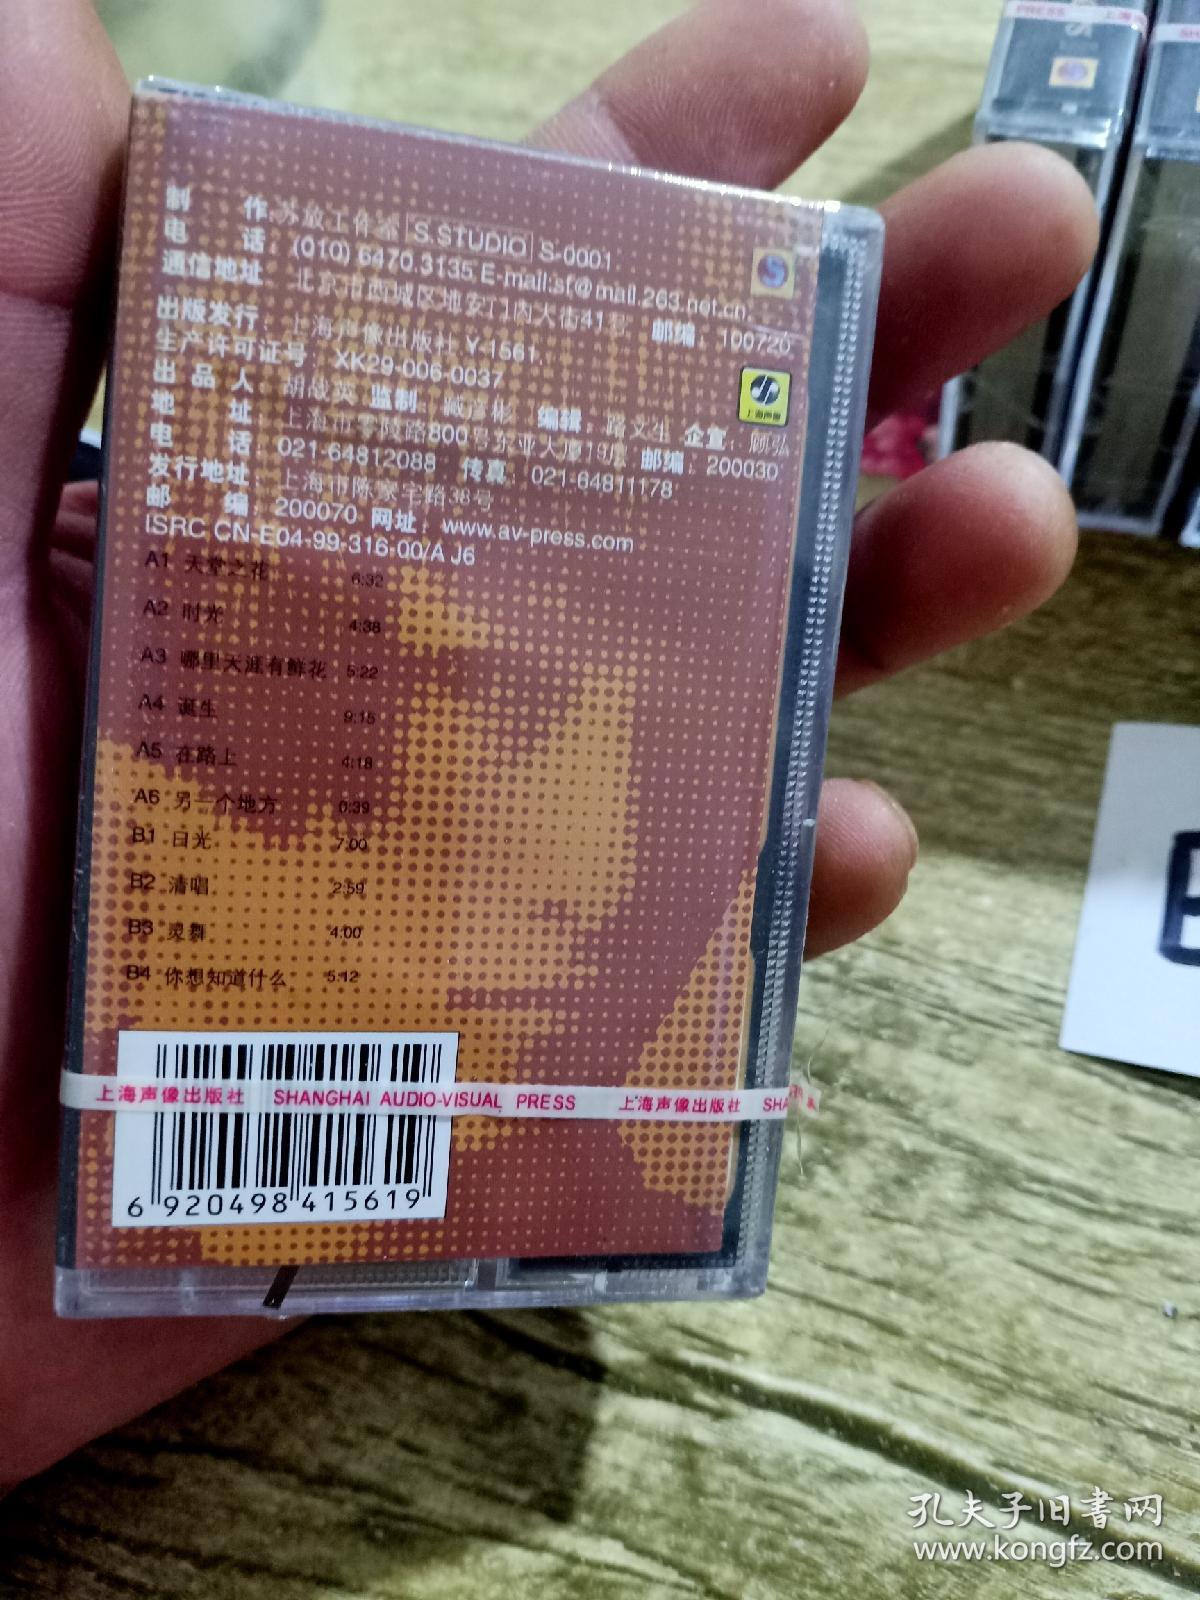 制 作：苏放工作室 S.STUDIO S-0001
电 话：(010) 6470.3135 E-mail:sf@mail.263.net.cn
通信地址：北京市西城区地安门内大街41号 邮编：100720
出版发行：上海声像出版社 Y-1561
生产许可证号：XK29-006-0037
出 品 人：胡战英 监制：臧彦彬 编辑：路文生 企宣：顾弘
地 址：上海市零陵路800号东亚大厦19层 邮编：200030
电 话：021-64812088 传真：021-64811178
发行地址：上海市陈家宅路38号
邮 编：200070 网址：www.av-press.com
ISRC CN-E04-99-316-00/A J6
A1 天堂之花 6:32
A2 时光 4:38
A3 哪里天涯有鲜花 5:22
A4 诞生 9:15
A5 在路上 4:18
A6 另一个地方 0:39
B1 日光 7:00
B2 清唱 2:59
B3 灵舞 4:00
B4 你想知道什么 5:12
上海声像出版社 SHANGHAI AUDIO-VISUAL PRESS 上海声像出版社 SHA
6 920498 415619
上海声像
PRESS 上海
孔夫子旧书网
www.kongfz.com